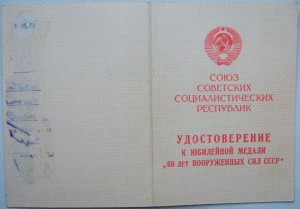 СОЮЗ
СОВЕТСКИХ
СОЦИАЛИСТИЧЕСКИХ
РЕСПУБЛИК
УДОСТОВЕРЕНИЕ
К ЮБИЛЕЙНОЙ МЕДАЛИ
„60 ЛЕТ ВООРУЖЕННЫХ СИЛ СССР"